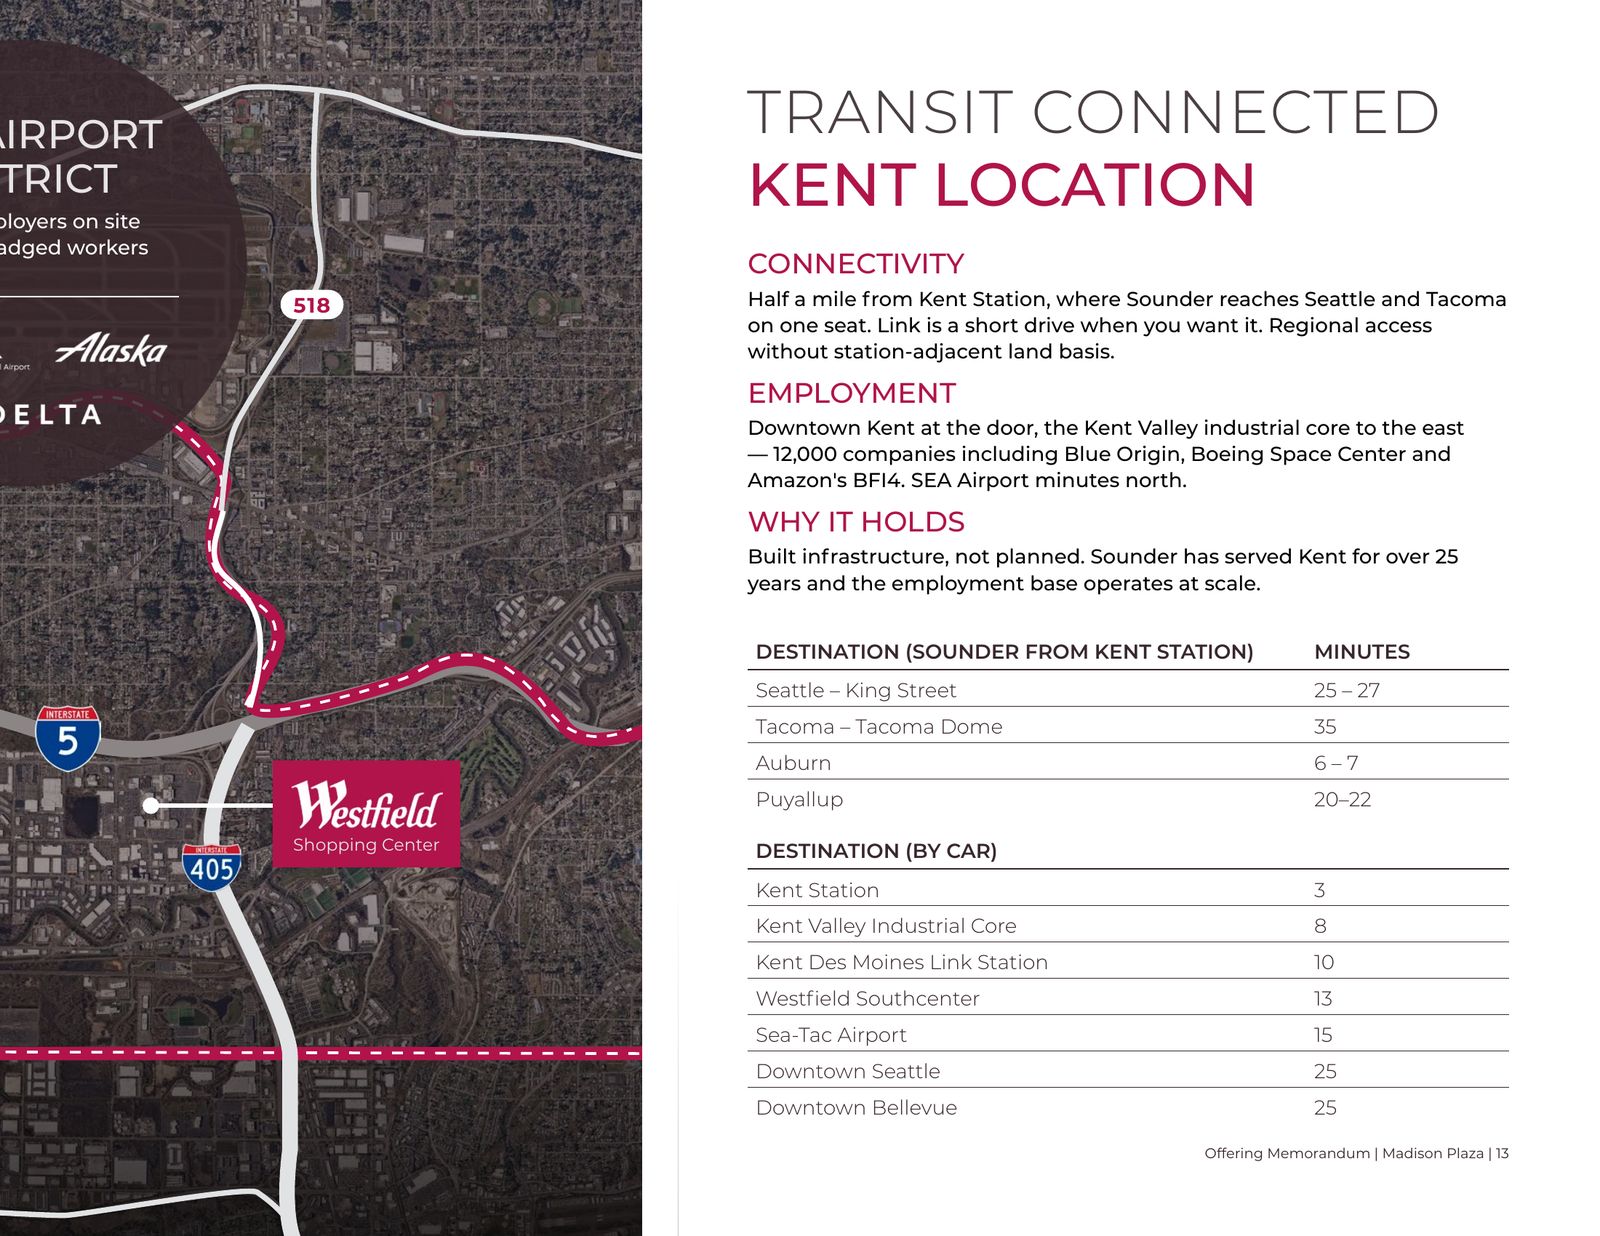 AIRPORT
TRICT
ployers on site
adged workers
l Airport
Alaska
DELTA
518
INTERSTATE
5
Westfield
Shopping Center
INTERSTATE
405
TRANSIT CONNECTED
KENT LOCATION
CONNECTIVITY
Half a mile from Kent Station, where Sounder reaches Seattle and Tacoma
on one seat. Link is a short drive when you want it. Regional access
without station-adjacent land basis.
EMPLOYMENT
Downtown Kent at the door, the Kent Valley industrial core to the east
— 12,000 companies including Blue Origin, Boeing Space Center and
Amazon's BFI4. SEA Airport minutes north.
WHY IT HOLDS
Built infrastructure, not planned. Sounder has served Kent for over 25
years and the employment base operates at scale.
DESTINATION (SOUNDER FROM KENT STATION) MINUTES
Seattle – King Street 25 – 27
Tacoma – Tacoma Dome 35
Auburn 6 – 7
Puyallup 20–22
DESTINATION (BY CAR)
Kent Station 3
Kent Valley Industrial Core 8
Kent Des Moines Link Station 10
Westfield Southcenter 13
Sea-Tac Airport 15
Downtown Seattle 25
Downtown Bellevue 25
Offering Memorandum | Madison Plaza | 13